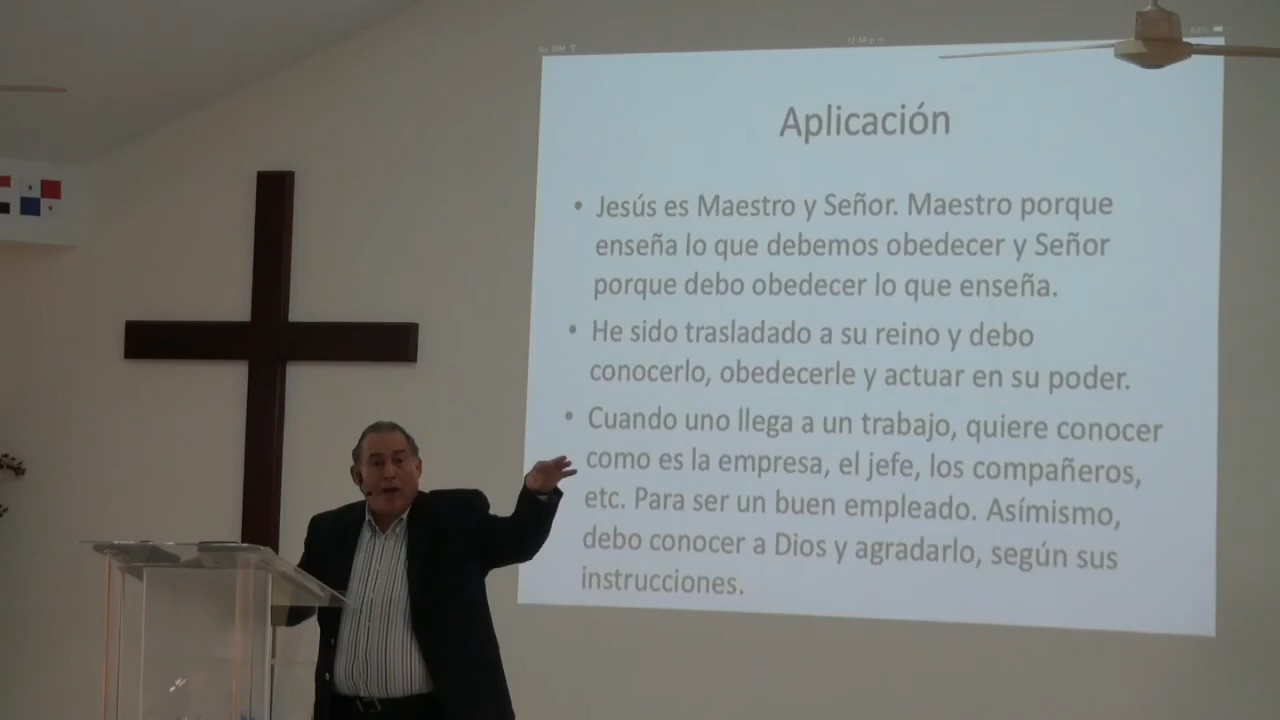 12:54 p.m.
Aplicación
• Jesús es Maestro y Señor. Maestro porque
enseña lo que debemos obedecer y Señor
porque debo obedecer lo que enseña.
• He sido trasladado a su reino y debo
conocerlo, obedecerle y actuar en su poder.
• Cuando uno llega a un trabajo, quiere conocer
como es la empresa, el jefe, los compañeros,
etc. Para ser un buen empleado. Asímismo,
debo conocer a Dios y agradarlo, según sus
instrucciones.